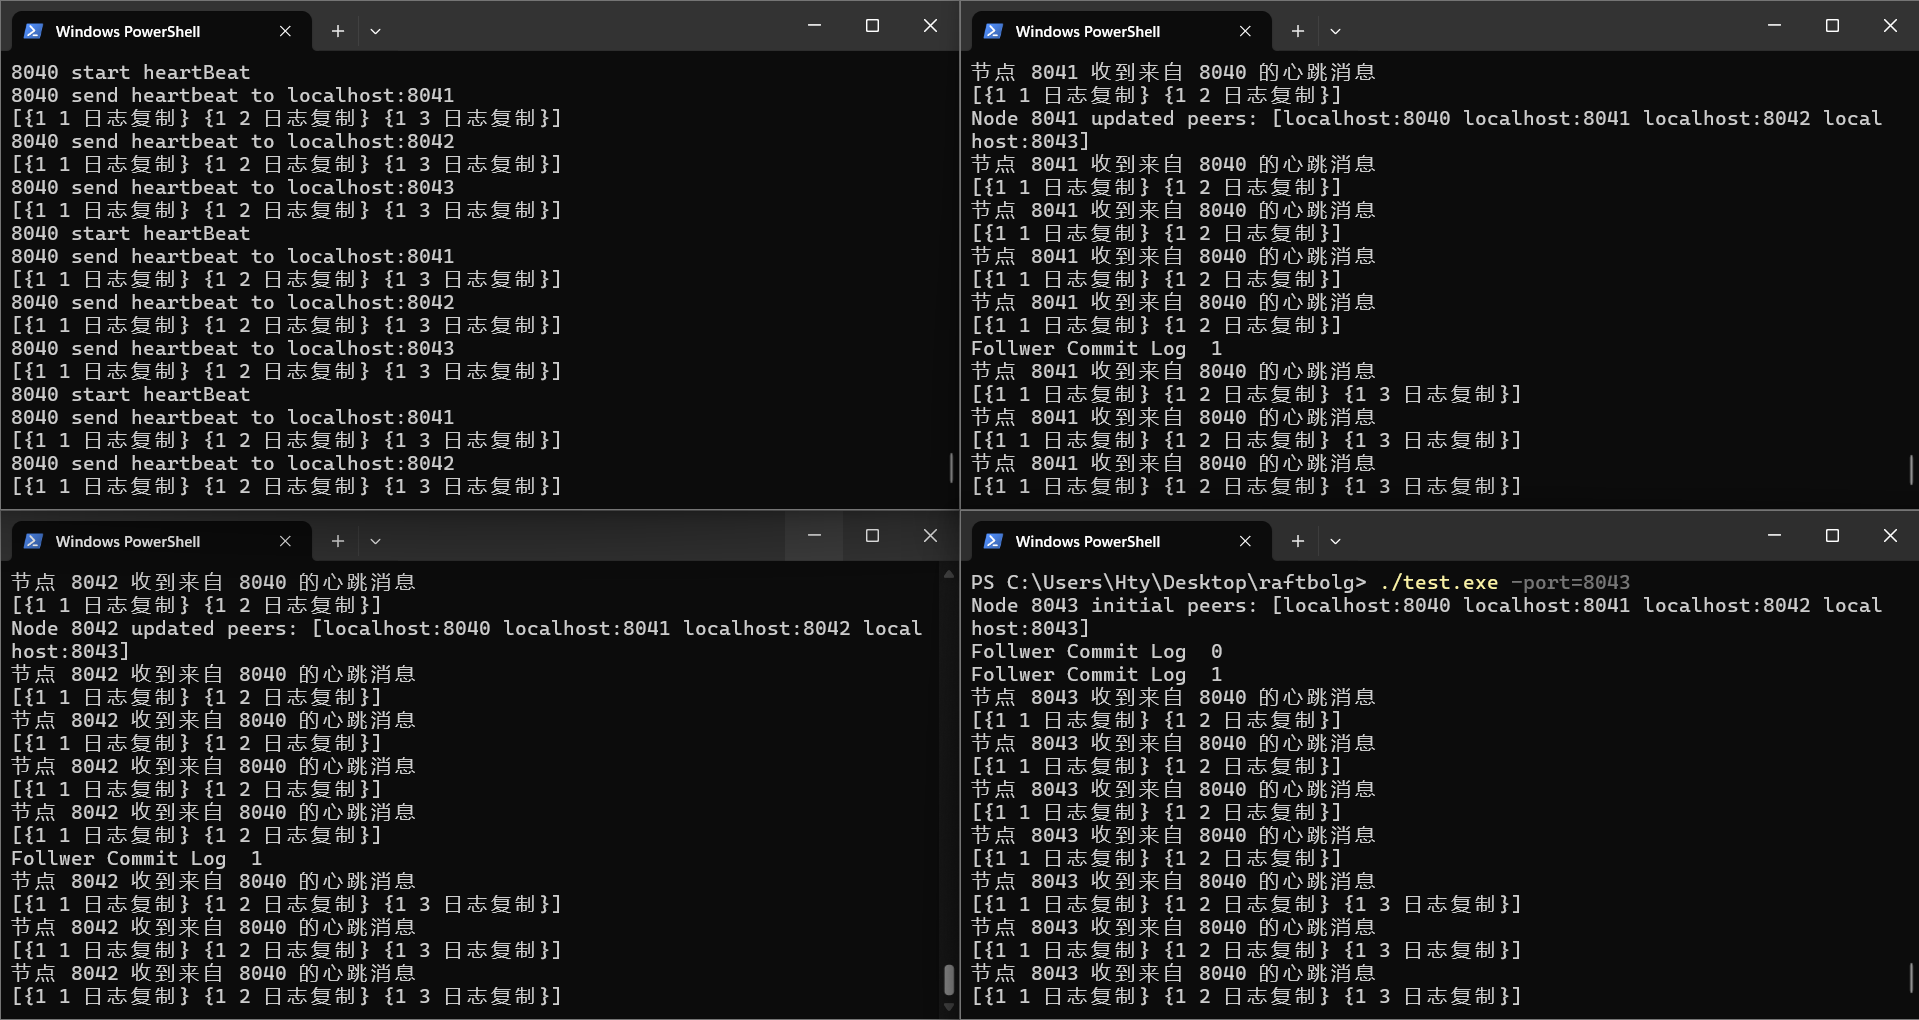 Windows PowerShell
8040 start heartBeat
8040 send heartbeat to localhost:8041
[{1 1 日志复制} {1 2 日志复制} {1 3 日志复制}]
8040 send heartbeat to localhost:8042
[{1 1 日志复制} {1 2 日志复制} {1 3 日志复制}]
8040 send heartbeat to localhost:8043
[{1 1 日志复制} {1 2 日志复制} {1 3 日志复制}]
8040 start heartBeat
8040 send heartbeat to localhost:8041
[{1 1 日志复制} {1 2 日志复制} {1 3 日志复制}]
8040 send heartbeat to localhost:8042
[{1 1 日志复制} {1 2 日志复制} {1 3 日志复制}]
8040 send heartbeat to localhost:8043
[{1 1 日志复制} {1 2 日志复制} {1 3 日志复制}]
8040 start heartBeat
8040 send heartbeat to localhost:8041
[{1 1 日志复制} {1 2 日志复制} {1 3 日志复制}]
8040 send heartbeat to localhost:8042
[{1 1 日志复制} {1 2 日志复制} {1 3 日志复制}]
Windows PowerShell
节点 8041 收到来自 8040 的心跳消息
[{1 1 日志复制} {1 2 日志复制}]
Node 8041 updated peers: [localhost:8040 localhost:8041 localhost:8042 local
host:8043]
节点 8041 收到来自 8040 的心跳消息
[{1 1 日志复制} {1 2 日志复制}]
节点 8041 收到来自 8040 的心跳消息
[{1 1 日志复制} {1 2 日志复制}]
节点 8041 收到来自 8040 的心跳消息
[{1 1 日志复制} {1 2 日志复制}]
节点 8041 收到来自 8040 的心跳消息
[{1 1 日志复制} {1 2 日志复制}]
Follwer Commit Log  1
节点 8041 收到来自 8040 的心跳消息
[{1 1 日志复制} {1 2 日志复制} {1 3 日志复制}]
节点 8041 收到来自 8040 的心跳消息
[{1 1 日志复制} {1 2 日志复制} {1 3 日志复制}]
节点 8041 收到来自 8040 的心跳消息
[{1 1 日志复制} {1 2 日志复制} {1 3 日志复制}]
Windows PowerShell
节点 8042 收到来自 8040 的心跳消息
[{1 1 日志复制} {1 2 日志复制}]
Node 8042 updated peers: [localhost:8040 localhost:8041 localhost:8042 local
host:8043]
节点 8042 收到来自 8040 的心跳消息
[{1 1 日志复制} {1 2 日志复制}]
节点 8042 收到来自 8040 的心跳消息
[{1 1 日志复制} {1 2 日志复制}]
节点 8042 收到来自 8040 的心跳消息
[{1 1 日志复制} {1 2 日志复制}]
节点 8042 收到来自 8040 的心跳消息
[{1 1 日志复制} {1 2 日志复制}]
Follwer Commit Log  1
节点 8042 收到来自 8040 的心跳消息
[{1 1 日志复制} {1 2 日志复制} {1 3 日志复制}]
节点 8042 收到来自 8040 的心跳消息
[{1 1 日志复制} {1 2 日志复制} {1 3 日志复制}]
节点 8042 收到来自 8040 的心跳消息
[{1 1 日志复制} {1 2 日志复制} {1 3 日志复制}]
Windows PowerShell
PS C:\Users\Hty\Desktop\raftbolg> ./test.exe -port=8043
Node 8043 initial peers: [localhost:8040 localhost:8041 localhost:8042 local
host:8043]
Follwer Commit Log  0
Follwer Commit Log  1
节点 8043 收到来自 8040 的心跳消息
[{1 1 日志复制} {1 2 日志复制}]
节点 8043 收到来自 8040 的心跳消息
[{1 1 日志复制} {1 2 日志复制}]
节点 8043 收到来自 8040 的心跳消息
[{1 1 日志复制} {1 2 日志复制}]
节点 8043 收到来自 8040 的心跳消息
[{1 1 日志复制} {1 2 日志复制}]
节点 8043 收到来自 8040 的心跳消息
[{1 1 日志复制} {1 2 日志复制} {1 3 日志复制}]
节点 8043 收到来自 8040 的心跳消息
[{1 1 日志复制} {1 2 日志复制} {1 3 日志复制}]
节点 8043 收到来自 8040 的心跳消息
[{1 1 日志复制} {1 2 日志复制} {1 3 日志复制}]